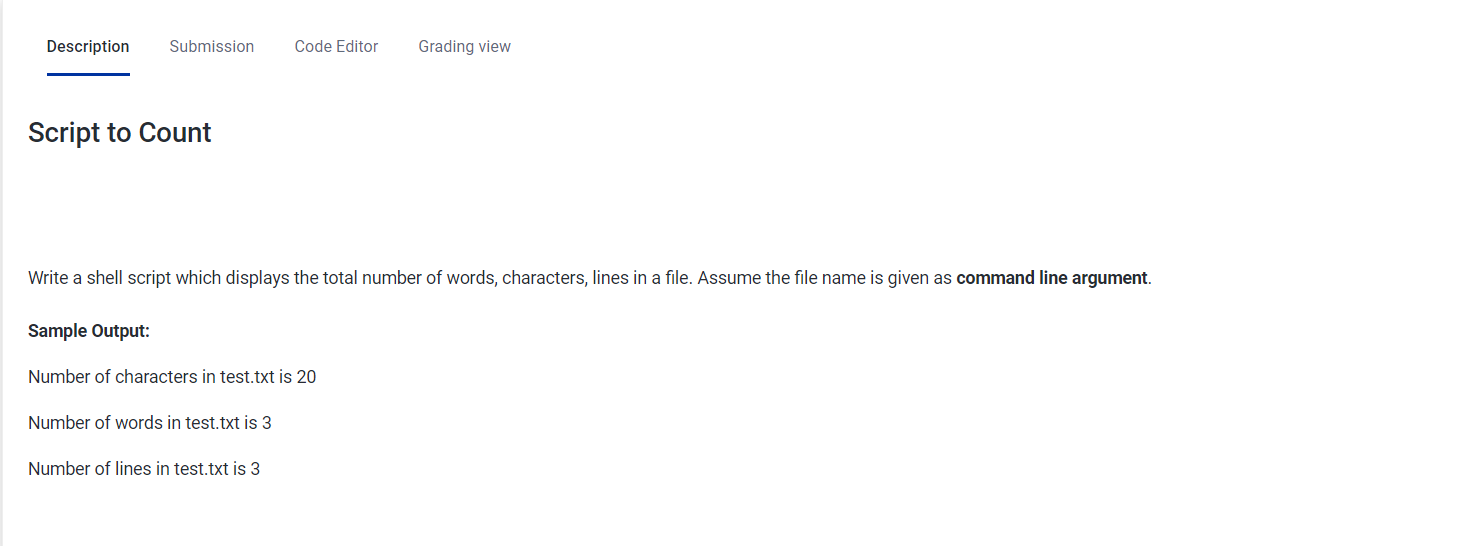 Description Submission Code Editor Grading view
Script to Count
Write a shell script which displays the total number of words, characters, lines in a file. Assume the file name is given as command line argument.
Sample Output:
Number of characters in test.txt is 20
Number of words in test.txt is 3
Number of lines in test.txt is 3